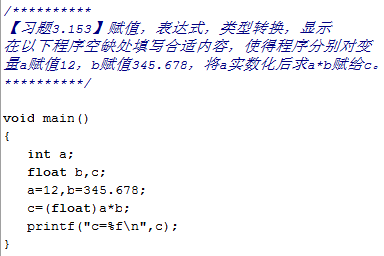 /**********
【习题3.153】赋值，表达式，类型转换，显示
在以下程序空缺处填写合适内容，使得程序分别对变
量a赋值12，b赋值345.678，将a实数化后求a*b赋给c。
**********/
void main()
{
int a;
float b,c;
a=12,b=345.678;
c=(float)a*b;
printf("c=%f\n",c);
}